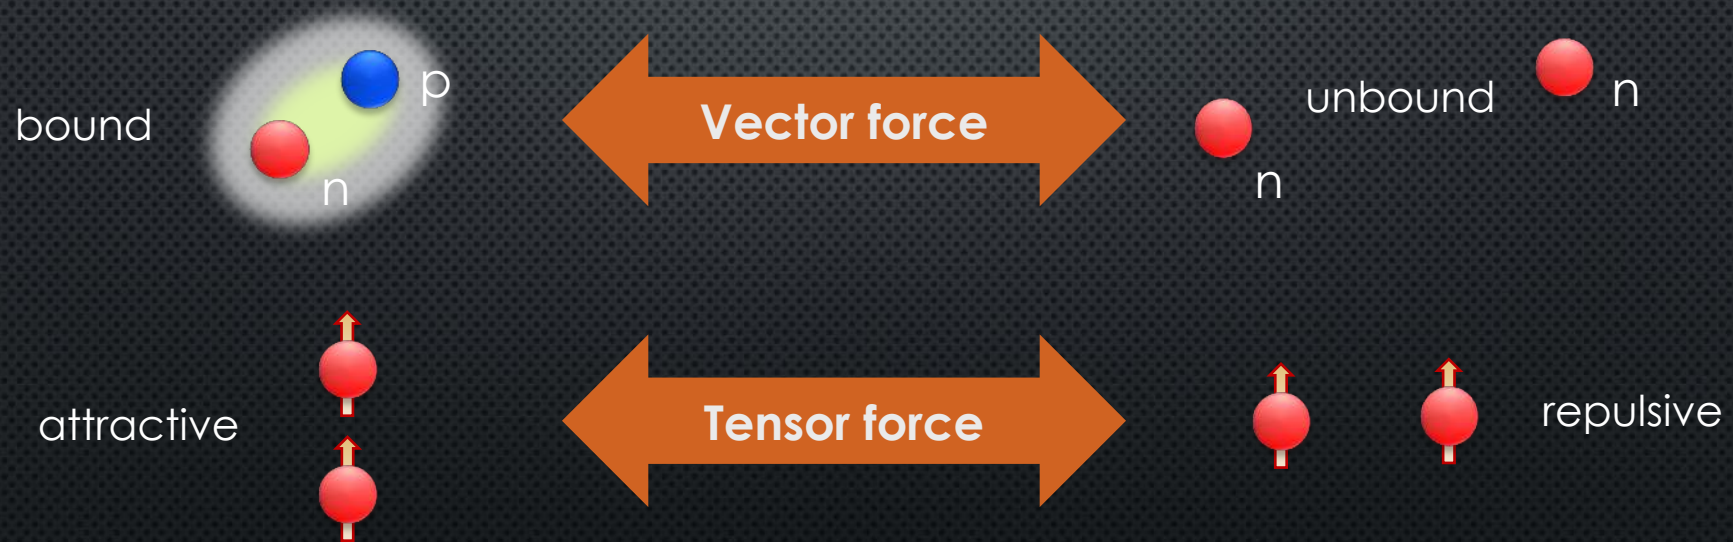 bound
p
n
Vector force
unbound
n
n
attractive
Tensor force
repulsive